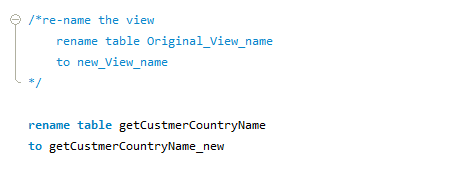 /*re-name the view
rename table Original_View_name
to new_View_name
*/
rename table getCustmerCountryName
to getCustmerCountryName_new